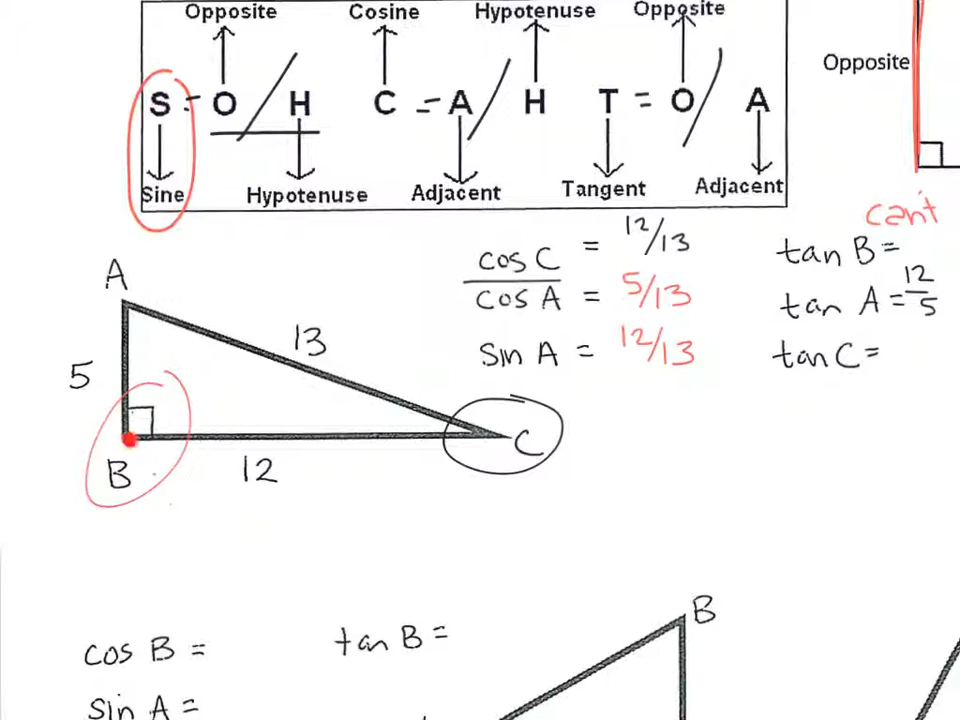 Opposite Cosine Hypotenuse Opposite
Opposite
S = O / H C = A / H T = O / A
Sine Hypotenuse Adjacent Tangent Adjacent
can't
cos C = 12/13 tan B =
cos A = 5/13 tan A = 12/5
sin A = 12/13 tan C =
A
13
5
B 12 C
B
cos B = tan B =
sin A =